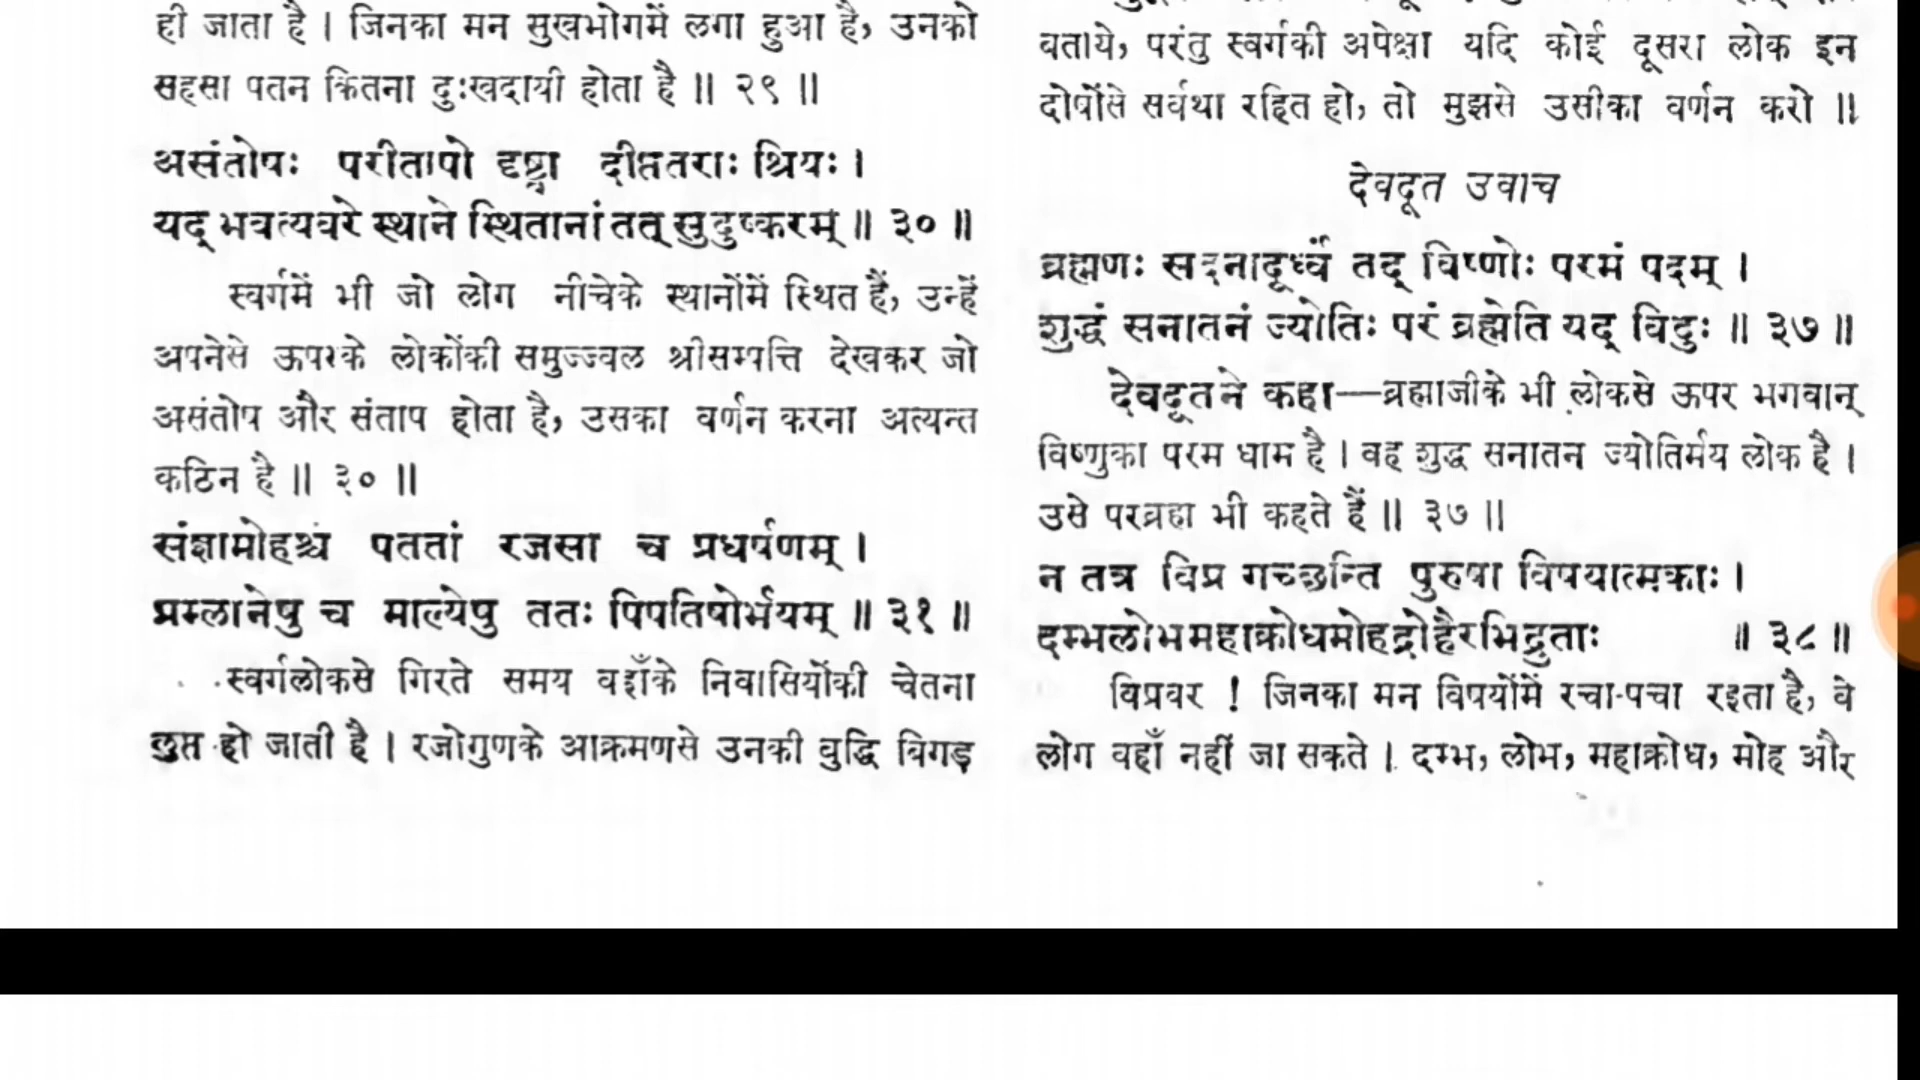 ही जाता है । जिनका मन सुखभोगमें लगा हुआ है, उनको
सहसा पतन कितना दुःखदायी होता है ॥ २९ ॥
असंतोषः परीतापो दृष्ट्वा दीप्ततराः श्रियः ।
यद् भवत्यवरे स्थाने स्थितानां तत् सुदुष्करम् ॥ ३० ॥
स्वर्गमें भी जो लोग नीचेके स्थानोंमें स्थित हैं, उन्हें
अपनेसे ऊपरके लोकोंकी समुज्ज्वल श्रीसम्पत्ति देखकर जो
असंतोष और संताप होता है, उसका वर्णन करना अत्यन्त
कठिन है ॥ ३० ॥
संज्ञामोहश्च पततां रजसा च प्रधर्षणम् ।
प्रम्लानेषु च माल्येषु ततः पिपतिषोर्भयम् ॥ ३१ ॥
स्वर्गलोकसे गिरते समय वहाँके निवासियोंकी चेतना
लुप्त हो जाती है । रजोगुणके आक्रमणसे उनकी बुद्धि बिगड़
बताये, परंतु स्वर्गकी अपेक्षा यदि कोई दूसरा लोक इन
दोषोंसे सर्वथा रहित हो, तो मुझसे उसीका वर्णन करो ॥
देवदूत उवाच
ब्रह्मणः सदनादूर्ध्वं तद् विष्णोः परमं पदम् ।
शुद्धं सनातनं ज्योतिः परं ब्रह्मेति यद् विदुः ॥ ३७ ॥
देवदूतने कहा—ब्रह्माजीके भी लोकसे ऊपर भगवान्
विष्णुका परम धाम है । वह शुद्ध सनातन ज्योतिर्मय लोक है ।
उसे परब्रह्म भी कहते हैं ॥ ३७ ॥
न तत्र विप्र गच्छन्ति पुरुषा विषयात्मकाः ।
दम्भलोभमहाक्रोधमोहद्रोहैरभिद्रुताः ॥ ३८ ॥
विप्रवर ! जिनका मन विषयोंमें रचा-पचा रहता है, वे
लोग वहाँ नहीं जा सकते । दम्भ, लोभ, महाक्रोध, मोह और